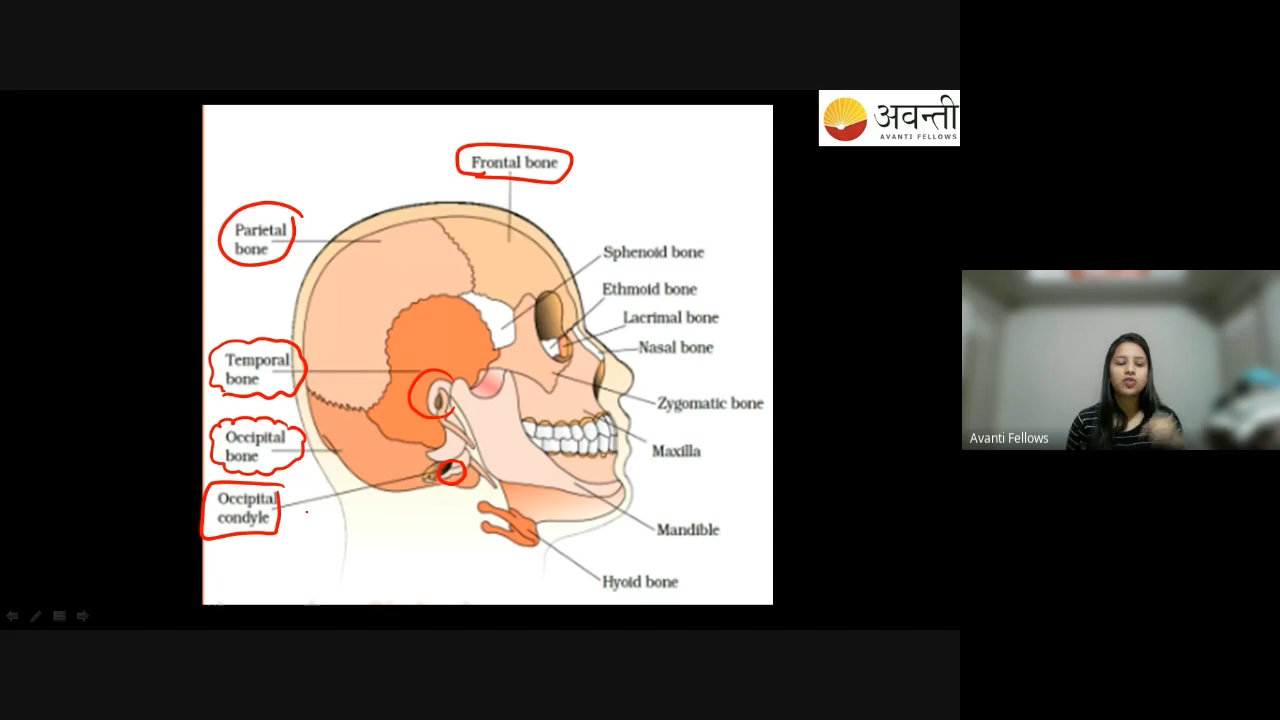 अवन्ती
AVANTI FELLOWS
Frontal bone
Parietal
bone
Sphenoid bone
Ethmoid bone
Lacrimal bone
Nasal bone
Temporal
bone
Zygomatic bone
Occipital
bone
Maxilla
Occipital
condyle
Mandible
Hyoid bone
Avanti Fellows